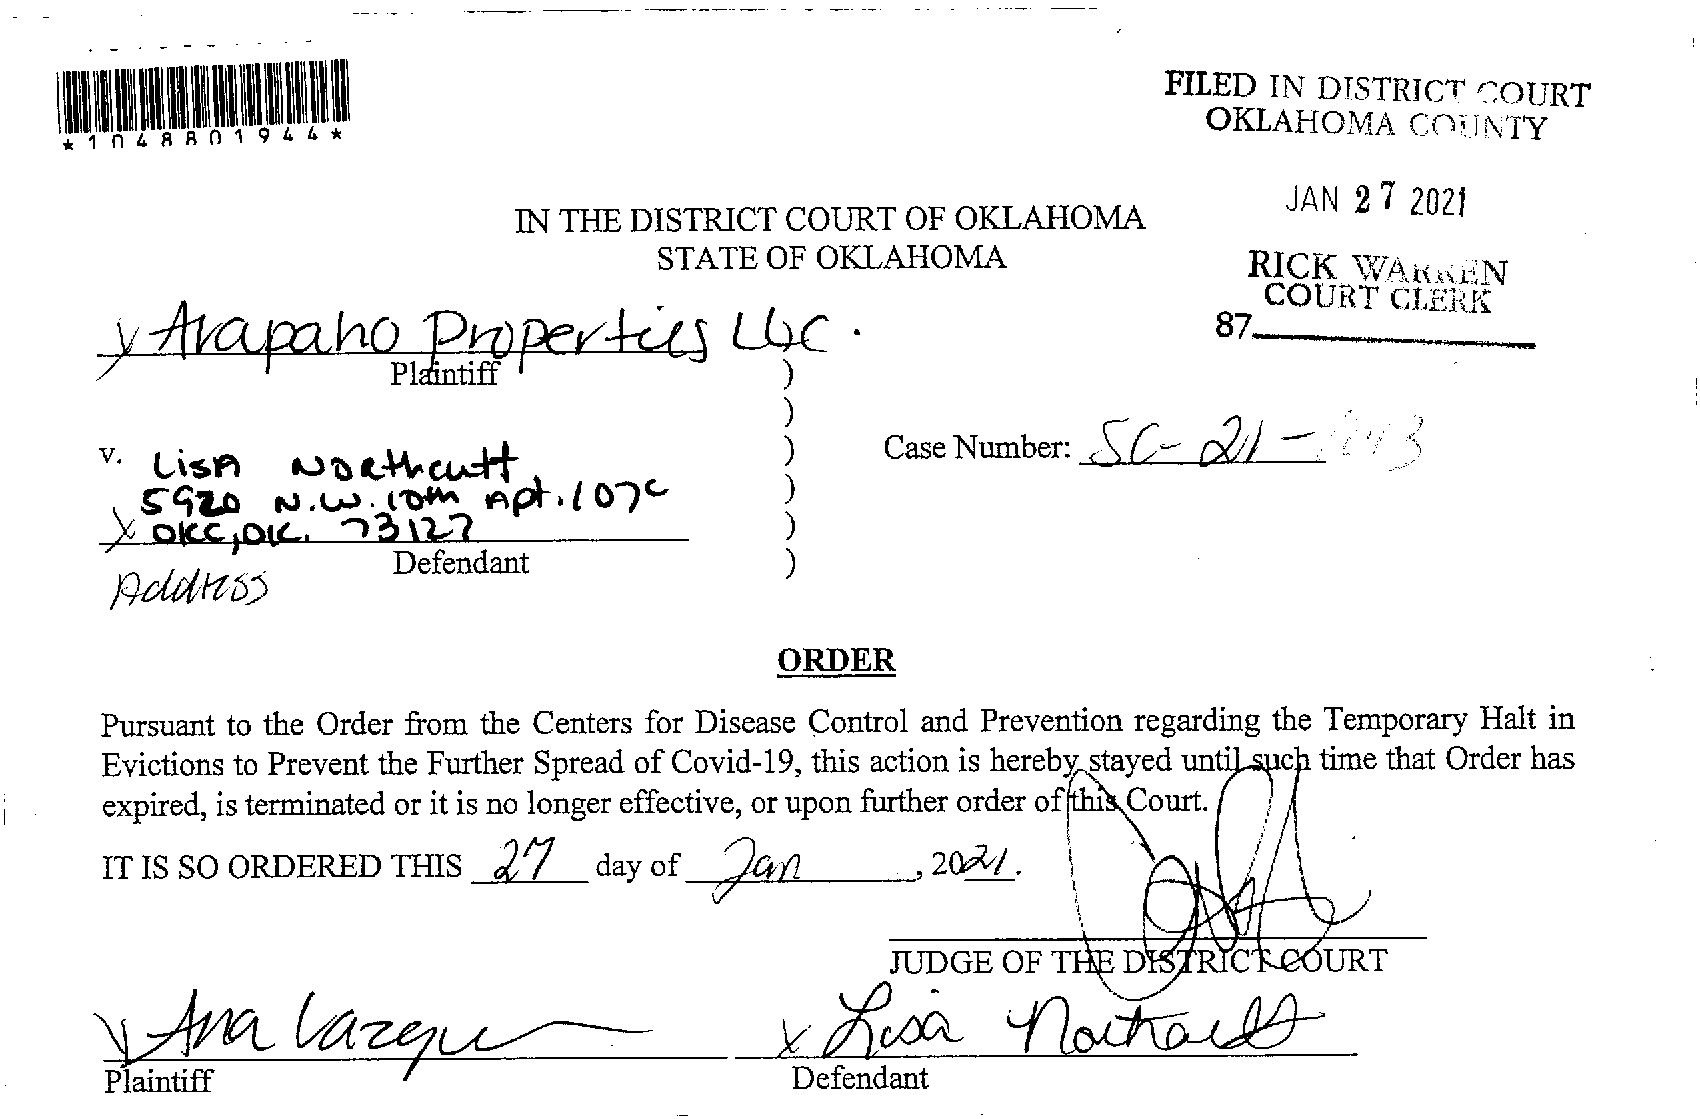 *1048801944*
FILED IN DISTRICT COURT
OKLAHOMA COUNTY
JAN 27 2021
RICK WARREN
COURT CLERK
87
IN THE DISTRICT COURT OF OKLAHOMA
STATE OF OKLAHOMA
x Arapaho Properties LLC.
Plaintiff )
)
v. Lisa Northcutt )
5920 N.W. 10th Apt. 107C )
x OKC, OK. 73127 )
Defendant )
Address
Case Number: SC-21-
ORDER
Pursuant to the Order from the Centers for Disease Control and Prevention regarding the Temporary Halt in
Evictions to Prevent the Further Spread of Covid-19, this action is hereby stayed until such time that Order has
expired, is terminated or it is no longer effective, or upon further order of this Court.
IT IS SO ORDERED THIS 27 day of Jan, 2021.
JUDGE OF THE DISTRICT COURT
x Ana Vazque x Lisa Northcutt
Plaintiff Defendant